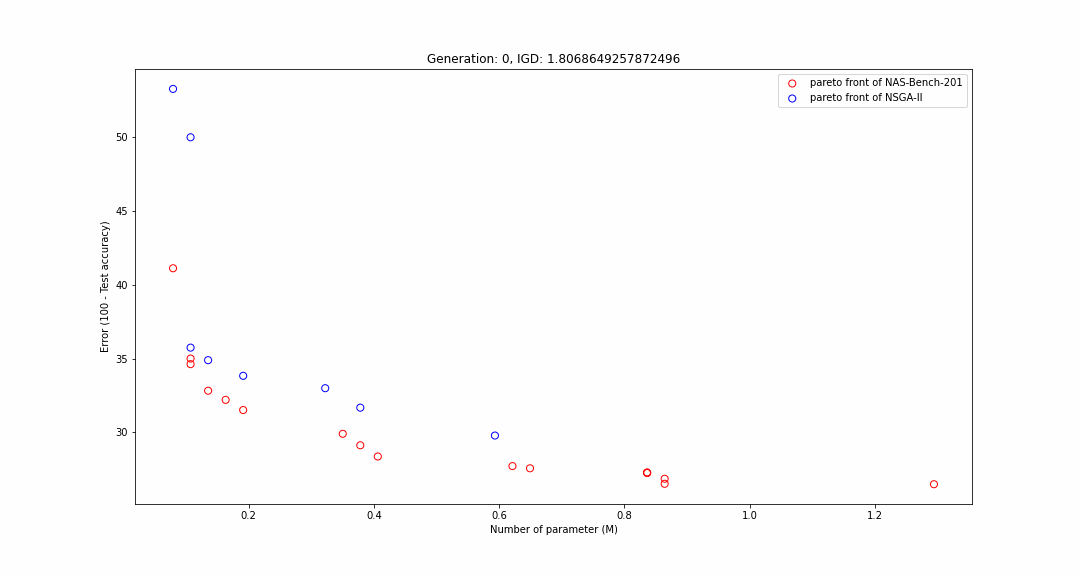 Generation: 0, IGD: 1.8068649257872496
pareto front of NAS-Bench-201
pareto front of NSGA-II
Error (100 - Test accuracy)
50
45
40
35
30
0.2 0.4 0.6 0.8 1.0 1.2
Number of parameter (M)